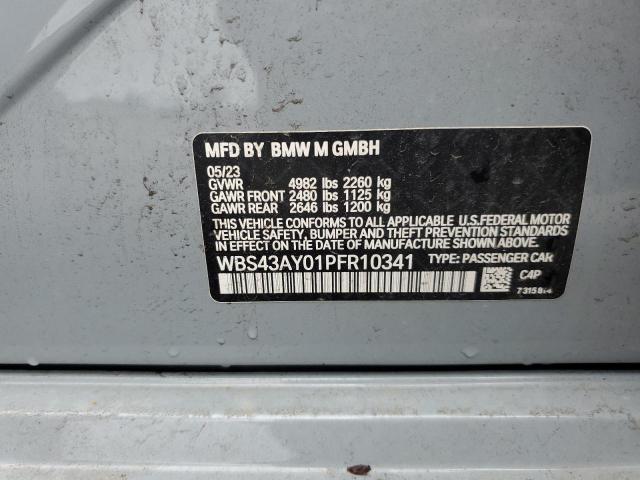 MFD BY BMW M GMBH
05/23
GVWR 4982 lbs 2260 kg
GAWR FRONT 2480 lbs 1125 kg
GAWR REAR 2646 lbs 1200 kg
THIS VEHICLE CONFORMS TO ALL APPLICABLE U.S.FEDERAL MOTOR
VEHICLE SAFETY, BUMPER AND THEFT PREVENTION STANDARDS
IN EFFECT ON THE DATE OF MANUFACTURE SHOWN ABOVE.
WBS43AY01PFR10341 TYPE: PASSENGER CAR
C4P